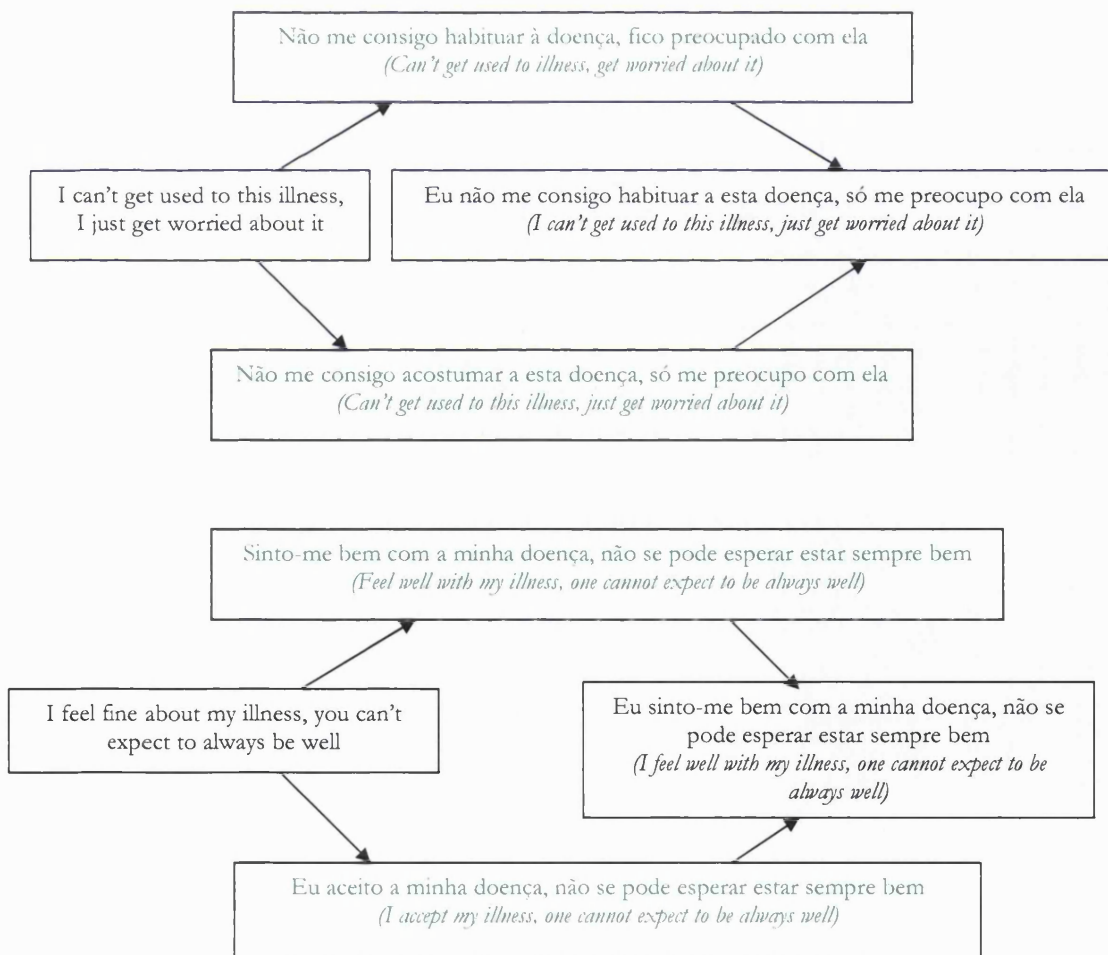 Não me consigo habituar à doença, fico preocupado com ela
(Can't get used to illness, get worried about it)
I can't get used to this illness,
I just get worried about it
Eu não me consigo habituar a esta doença, só me preocupo com ela
(I can't get used to this illness, just get worried about it)
Não me consigo acostumar a esta doença, só me preocupo com ela
(Can't get used to this illness, just get worried about it)
Sinto-me bem com a minha doença, não se pode esperar estar sempre bem
(Feel well with my illness, one cannot expect to be always well)
I feel fine about my illness, you can't
expect to always be well
Eu sinto-me bem com a minha doença, não se
pode esperar estar sempre bem
(I feel well with my illness, one cannot expect to be
always well)
Eu aceito a minha doença, não se pode esperar estar sempre bem
(I accept my illness, one cannot expect to be always well)